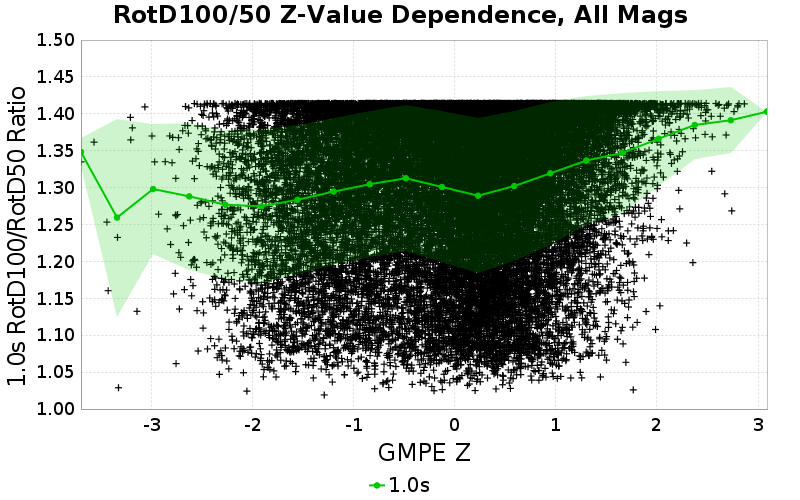 RotD100/50 Z-Value Dependence, All Mags
1.0s RotD100/RotD50 Ratio
1.50
1.45
1.40
1.35
1.30
1.25
1.20
1.15
1.10
1.05
1.00
-3 -2 -1 0 1 2 3
GMPE Z
1.0s